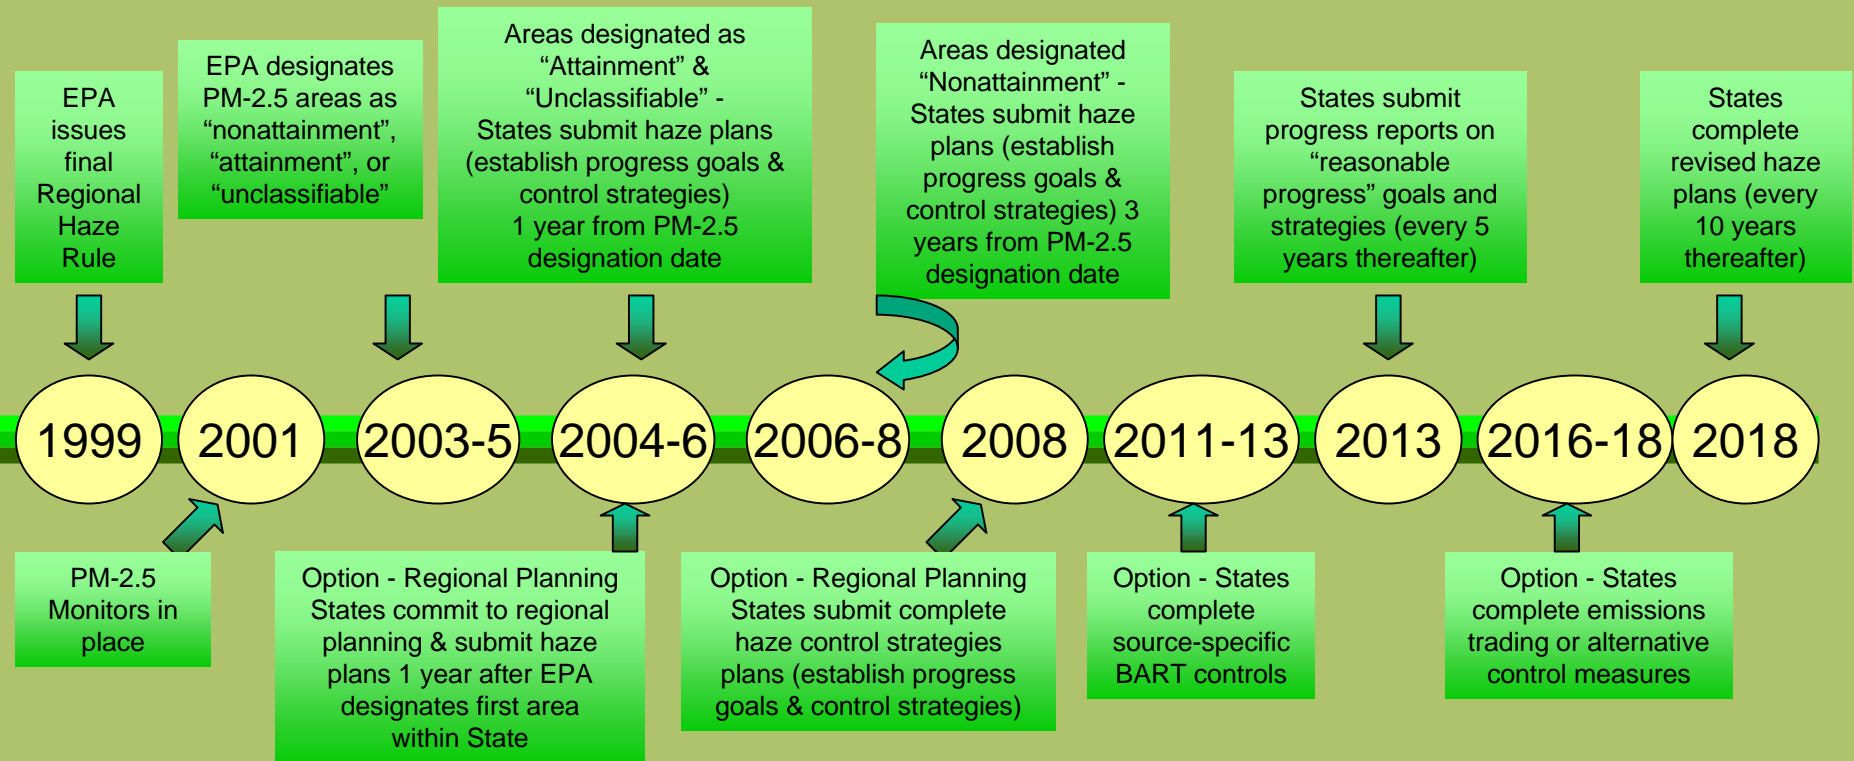 EPA
issues
final
Regional
Haze
Rule
EPA designates
PM-2.5 areas as
“nonattainment”,
“attainment”, or
“unclassifiable”
Areas designated as
“Attainment” &
“Unclassifiable” -
States submit haze plans
(establish progress goals &
control strategies)
1 year from PM-2.5
designation date
Areas designated
“Nonattainment” -
States submit haze
plans (establish
progress goals &
control strategies) 3
years from PM-2.5
designation date
States submit
progress reports on
“reasonable
progress” goals and
strategies (every 5
years thereafter)
States
complete
revised haze
plans (every
10 years
thereafter)
1999
2001
2003-5
2004-6
2006-8
2008
2011-13
2013
2016-18
2018
PM-2.5
Monitors in
place
Option - Regional Planning
States commit to regional
planning & submit haze
plans 1 year after EPA
designates first area
within State
Option - Regional Planning
States submit complete
haze control strategies
plans (establish progress
goals & control strategies)
Option - States
complete
source-specific
BART controls
Option - States
complete emissions
trading or alternative
control measures